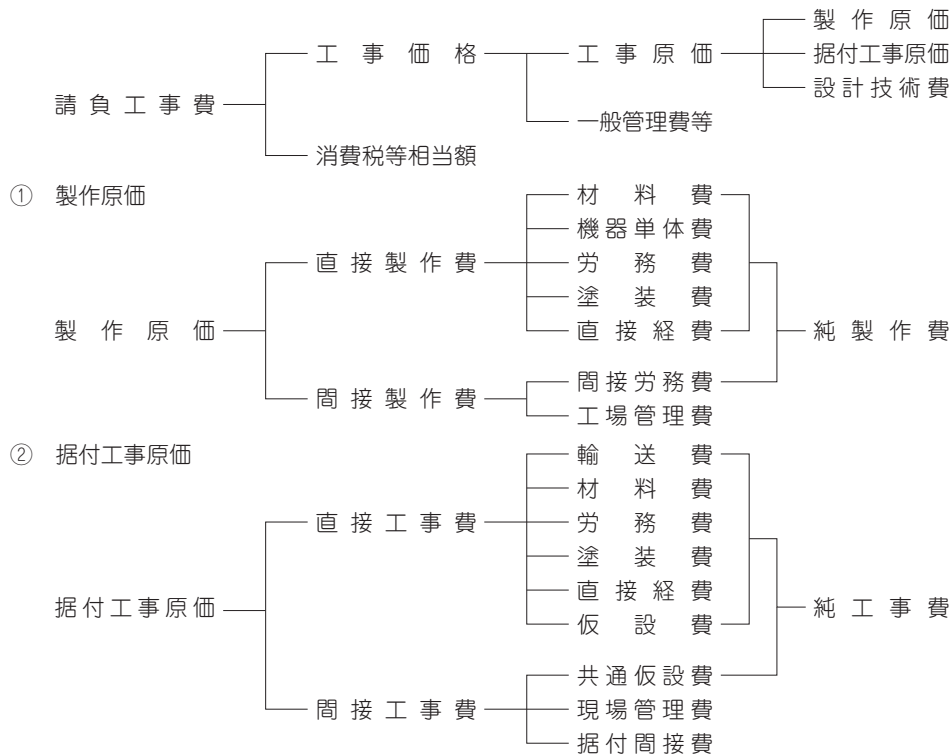 製作原価
工事価格 工事原価 据付工事原価
設計技術費
請負工事費
一般管理費等
消費税等相当額
① 製作原価
材料費
機器単体費
直接製作費 労務費
塗装費
製作原価 直接経費 純製作費
間接労務費
間接製作費
工場管理費
② 据付工事原価
輸送費
材料費
直接工事費 労務費
塗装費
直接経費
据付工事原価 純工事費
仮設費
共通仮設費
間接工事費 現場管理費
据付間接費